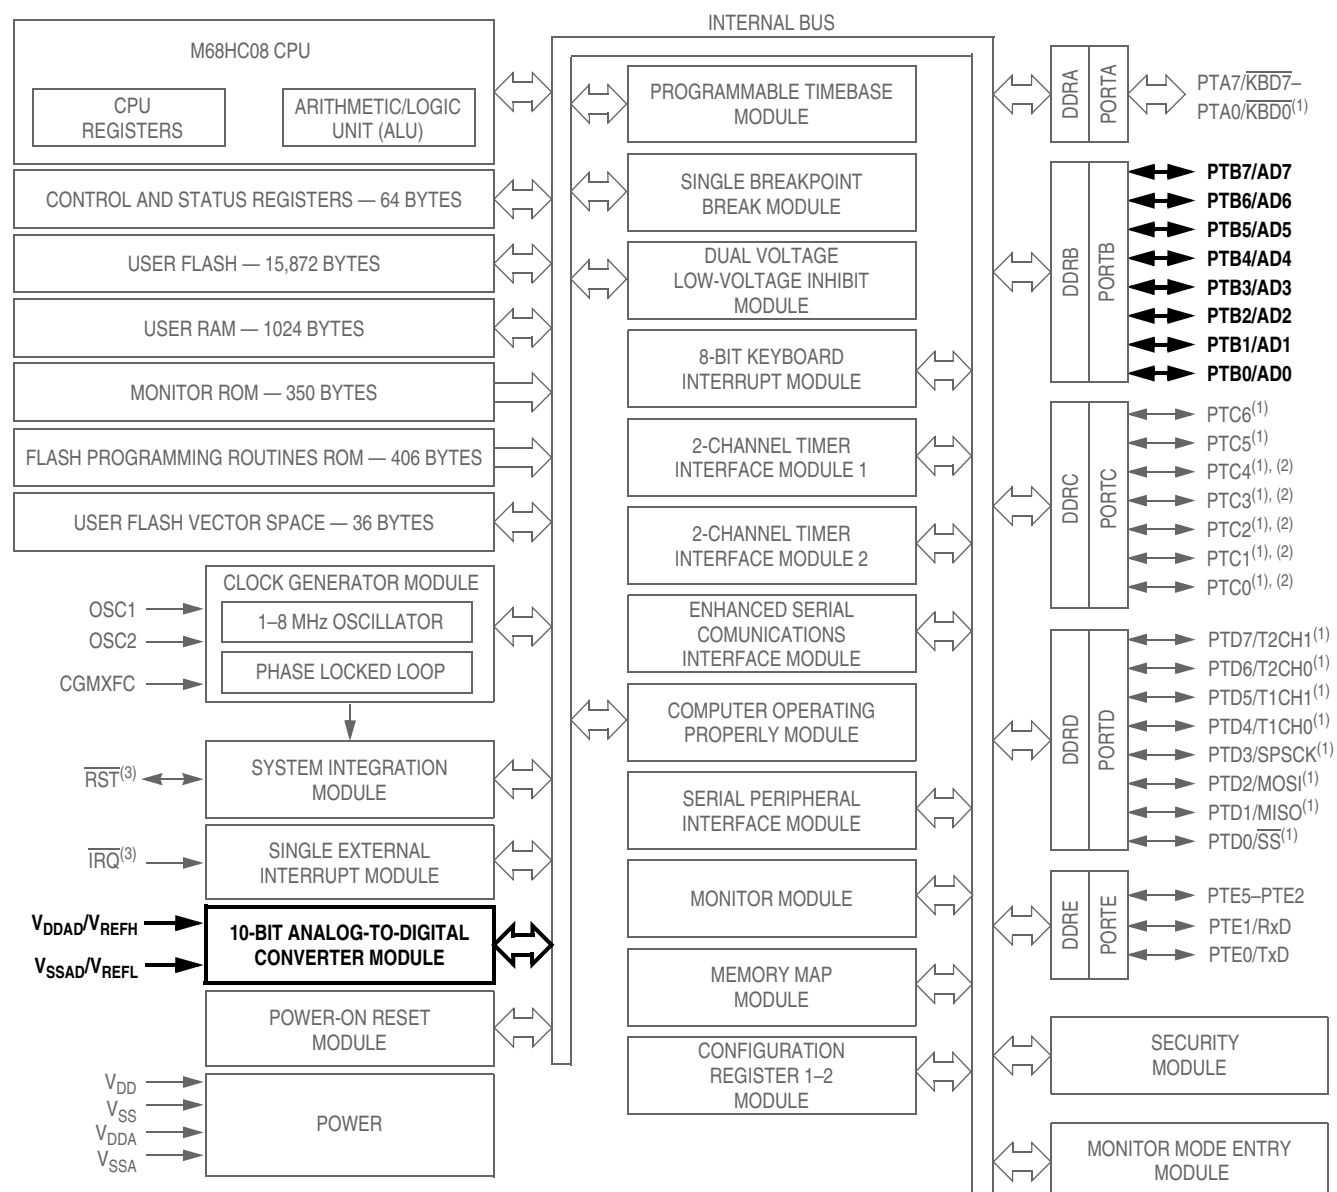 INTERNAL BUS
M68HC08 CPU
CPU
REGISTERS
ARITHMETIC/LOGIC
UNIT (ALU)
CONTROL AND STATUS REGISTERS — 64 BYTES
USER FLASH — 15,872 BYTES
USER RAM — 1024 BYTES
MONITOR ROM — 350 BYTES
FLASH PROGRAMMING ROUTINES ROM — 406 BYTES
USER FLASH VECTOR SPACE — 36 BYTES
CLOCK GENERATOR MODULE
1–8 MHz OSCILLATOR
PHASE LOCKED LOOP
OSC1
OSC2
CGMXFC
SYSTEM INTEGRATION
MODULE
RST(3)
SINGLE EXTERNAL
INTERRUPT MODULE
IRQ(3)
VDDAD/VREFH
VSSAD/VREFL
10-BIT ANALOG-TO-DIGITAL
CONVERTER MODULE
POWER-ON RESET
MODULE
VDD
VSS
VDDA
VSSA
POWER
PROGRAMMABLE TIMEBASE
MODULE
SINGLE BREAKPOINT
BREAK MODULE
DUAL VOLTAGE
LOW-VOLTAGE INHIBIT
MODULE
8-BIT KEYBOARD
INTERRUPT MODULE
2-CHANNEL TIMER
INTERFACE MODULE 1
2-CHANNEL TIMER
INTERFACE MODULE 2
ENHANCED SERIAL
COMUNICATIONS
INTERFACE MODULE
COMPUTER OPERATING
PROPERLY MODULE
SERIAL PERIPHERAL
INTERFACE MODULE
MONITOR MODULE
MEMORY MAP
MODULE
CONFIGURATION
REGISTER 1–2
MODULE
DDRA
PORTA
PTA7/KBD7–
PTA0/KBD0(1)
DDRB
PORTB
PTB7/AD7
PTB6/AD6
PTB5/AD5
PTB4/AD4
PTB3/AD3
PTB2/AD2
PTB1/AD1
PTB0/AD0
DDRC
PORTC
PTC6(1)
PTC5(1)
PTC4(1), (2)
PTC3(1), (2)
PTC2(1), (2)
PTC1(1), (2)
PTC0(1), (2)
DDRD
PORTD
PTD7/T2CH1(1)
PTD6/T2CH0(1)
PTD5/T1CH1(1)
PTD4/T1CH0(1)
PTD3/SPSCK(1)
PTD2/MOSI(1)
PTD1/MISO(1)
PTD0/SS(1)
DDRE
PORTE
PTE5–PTE2
PTE1/RxD
PTE0/TxD
SECURITY
MODULE
MONITOR MODE ENTRY
MODULE